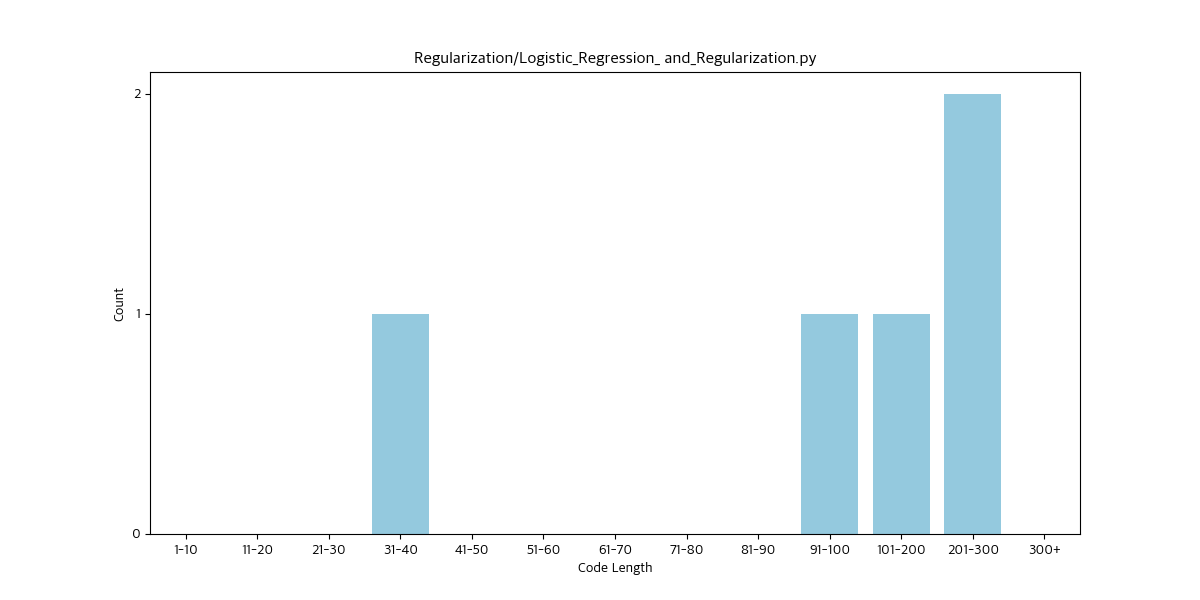 Regularization/Logistic_Regression_ and_Regularization.py
2
1
0
Count
1-10 11-20 21-30 31-40 41-50 51-60 61-70 71-80 81-90 91-100 101-200 201-300 300+
Code Length